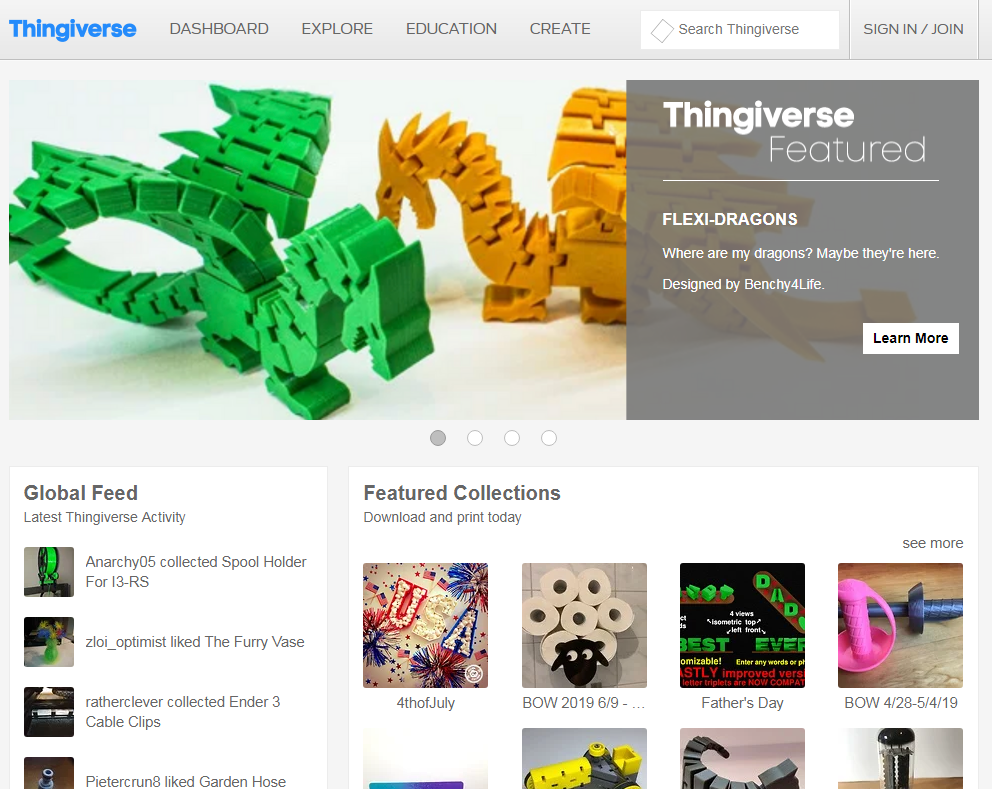 Thingiverse
DASHBOARD
EXPLORE
EDUCATION
CREATE
Search Thingiverse
SIGN IN / JOIN
Thingiverse
Featured
FLEXI-DRAGONS
Where are my dragons? Maybe they're here.
Designed by Benchy4Life.
Learn More
Global Feed
Latest Thingiverse Activity
Anarchy05 collected Spool Holder
For I3-RS
zloi_optimist liked The Furry Vase
ratherclever collected Ender 3
Cable Clips
Pietercrun8 liked Garden Hose
Featured Collections
Download and print today
see more
USA
4thofJuly
BOW 2019 6/9 - ...
DAD
4 views
isometric top
left front
BEST EVER
omizable! Enter any words or ph
ASTLY improved versi
letter triplets are NOW COMPAT
Father's Day
BOW 4/28-5/4/19